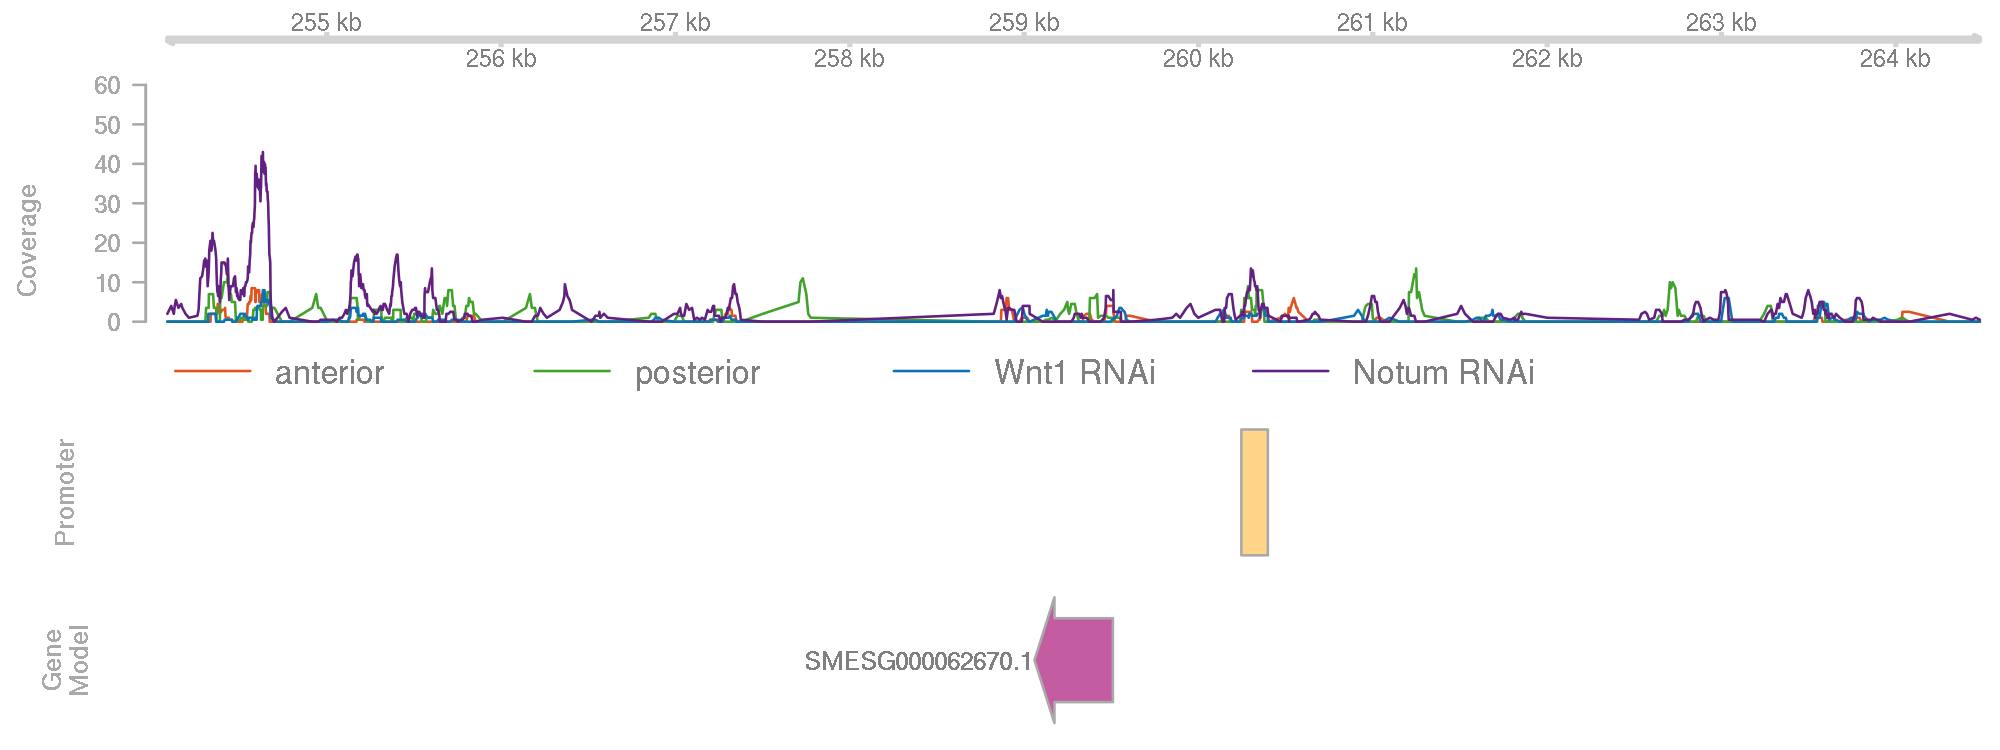 255 kb 257 kb 259 kb 261 kb 263 kb
256 kb 258 kb 260 kb 262 kb 264 kb
60
50
40
30
20
10
0
Coverage
anterior posterior Wnt1 RNAi Notum RNAi
Promoter
Gene
Model
SMESG000062670.1